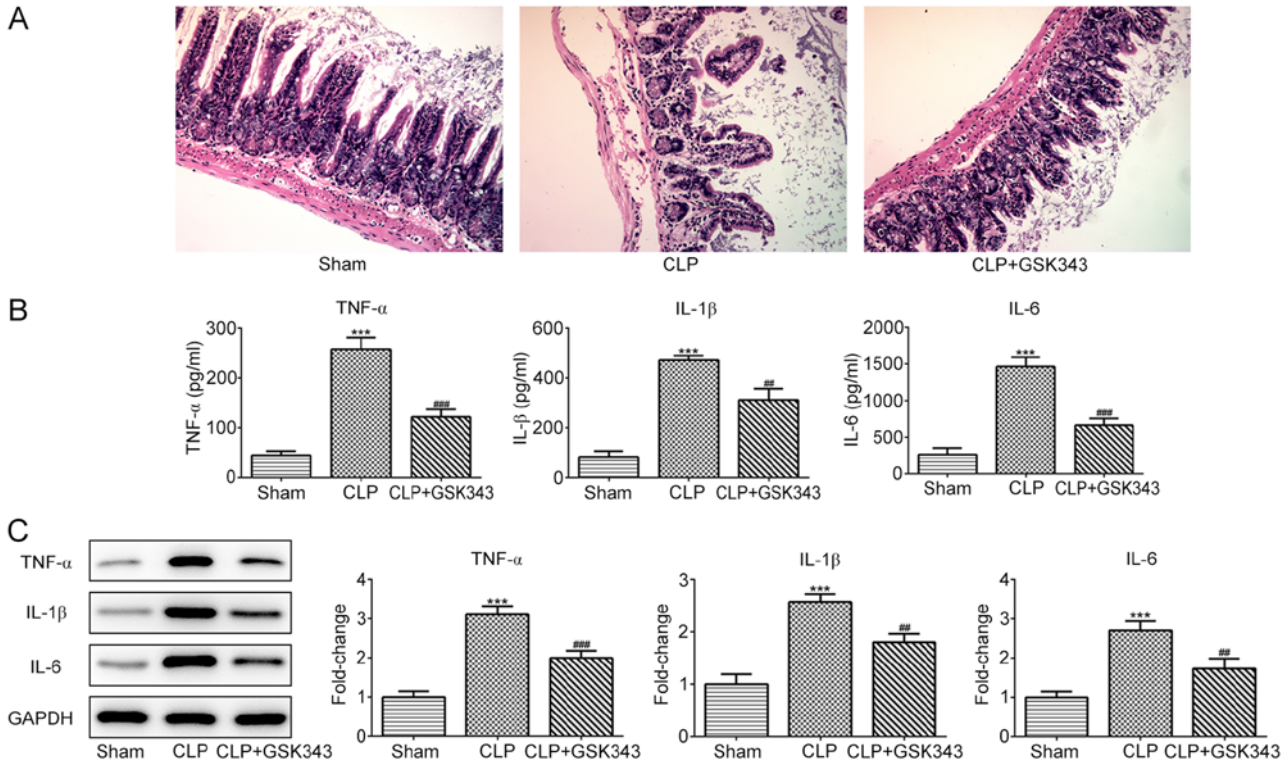 A
Sham
CLP
CLP+GSK343
B
TNF-α
300
200
100
0
TNF-α (pg/ml)
***
###
Sham
CLP
CLP+GSK343
IL-1β
600
400
200
0
IL-β (pg/ml)
***
##
Sham
CLP
CLP+GSK343
IL-6
2000
1500
1000
500
0
IL-6 (pg/ml)
***
###
Sham
CLP
CLP+GSK343
C
TNF-α
IL-1β
IL-6
GAPDH
Sham
CLP
CLP+GSK343
TNF-α
4
3
2
1
0
Fold-change
***
###
Sham
CLP
CLP+GSK343
IL-1β
3
2
1
0
Fold-change
***
##
Sham
CLP
CLP+GSK343
IL-6
4
3
2
1
0
Fold-change
***
##
Sham
CLP
CLP+GSK343